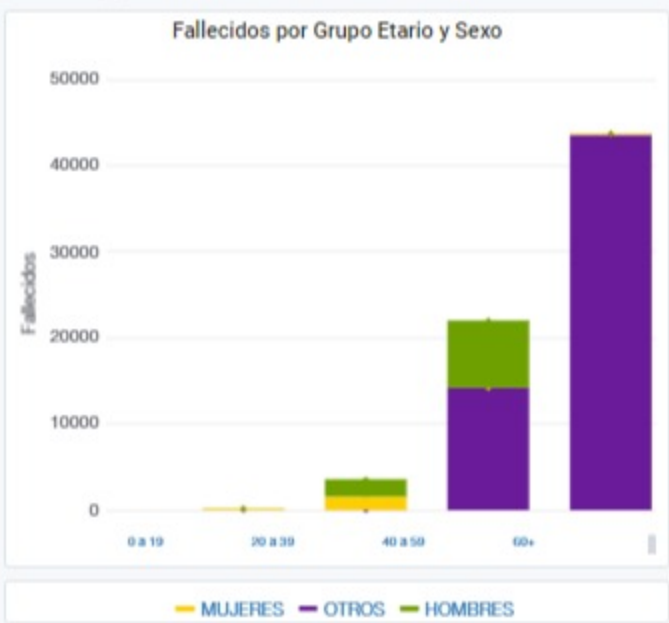 Fallecidos por Grupo Etario y Sexo
50000
40000
30000
20000
10000
0
Fallecidos
0 a 19 20 a 39 40 a 59 60+
MUJERES OTROS HOMBRES